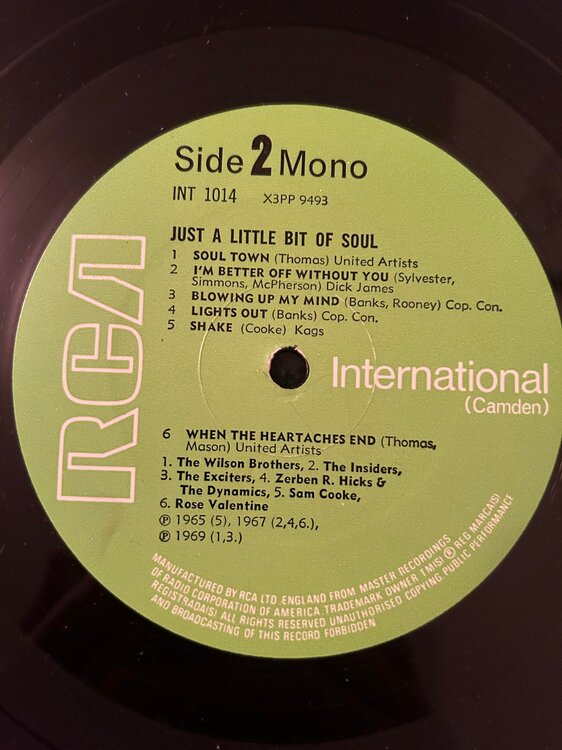 Side 2 Mono
INT 1014 X3PP 9493
JUST A LITTLE BIT OF SOUL
1 SOUL TOWN (Thomas) United Artists
2 I'M BETTER OFF WITHOUT YOU (Sylvester,
Simmons, McPherson) Dick James
3 BLOWING UP MY MIND (Banks, Rooney) Cop. Con.
4 LIGHTS OUT (Banks) Cop. Con.
5 SHAKE (Cooke) Kags
RCA
International
(Camden)
6 WHEN THE HEARTACHES END (Thomas,
Mason) United Artists
1. The Wilson Brothers, 2. The Insiders,
3. The Exciters, 4. Zerben R. Hicks &
The Dynamics, 5. Sam Cooke,
6. Rose Valentine
℗ 1965 (5), 1967 (2,4,6.),
℗ 1969 (1,3.)
MANUFACTURED BY RCA LTD. ENGLAND FROM MASTER RECORDINGS
OF RADIO CORPORATION OF AMERICA TRADEMARK OWNER TM(S) ® REG MARCA(S)
REGISTRADA(S) ALL RIGHTS RESERVED UNAUTHORISED COPYING PUBLIC PERFORMANCE
AND BROADCASTING OF THIS RECORD FORBIDDEN